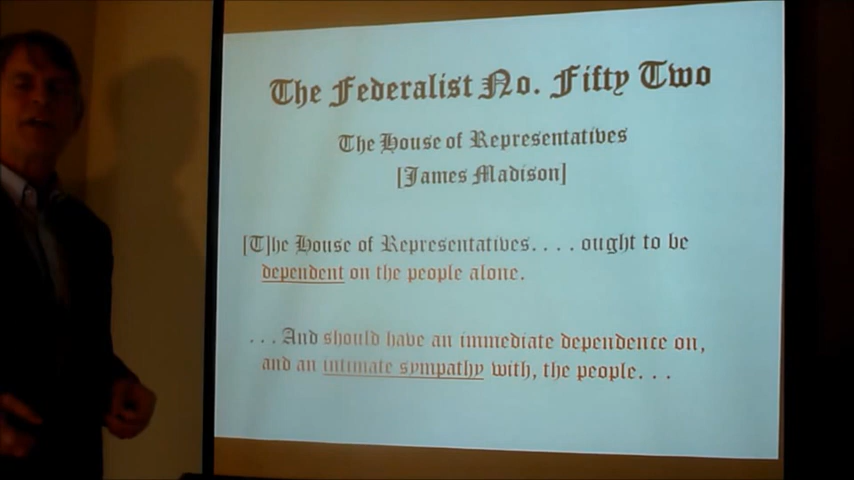 The Federalist No. Fifty Two
The House of Representatives
[James Madison]
[T]he House of Representatives. . . . ought to be
dependent on the people alone.
. . . And should have an immediate dependence on,
and an intimate sympathy with, the people. . .